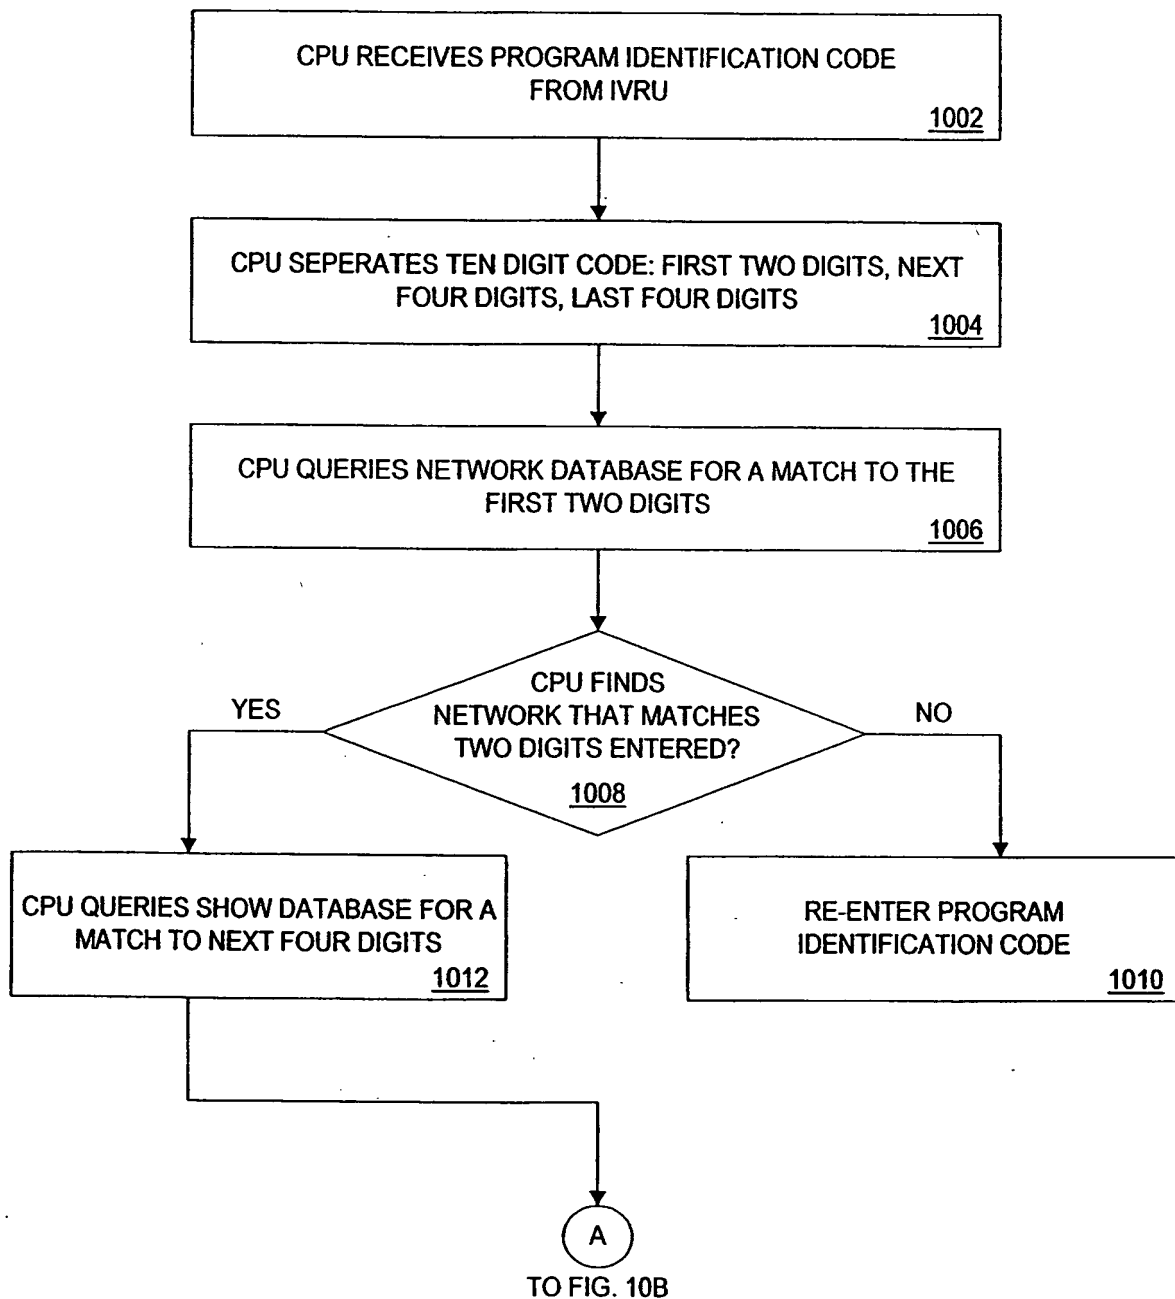 CPU RECEIVES PROGRAM IDENTIFICATION CODE
FROM IVRU
1002
CPU SEPERATES TEN DIGIT CODE: FIRST TWO DIGITS, NEXT
FOUR DIGITS, LAST FOUR DIGITS
1004
CPU QUERIES NETWORK DATABASE FOR A MATCH TO THE
FIRST TWO DIGITS
1006
CPU FINDS
NETWORK THAT MATCHES
TWO DIGITS ENTERED?
1008
YES
NO
CPU QUERIES SHOW DATABASE FOR A
MATCH TO NEXT FOUR DIGITS
1012
RE-ENTER PROGRAM
IDENTIFICATION CODE
1010
A
TO FIG. 10B